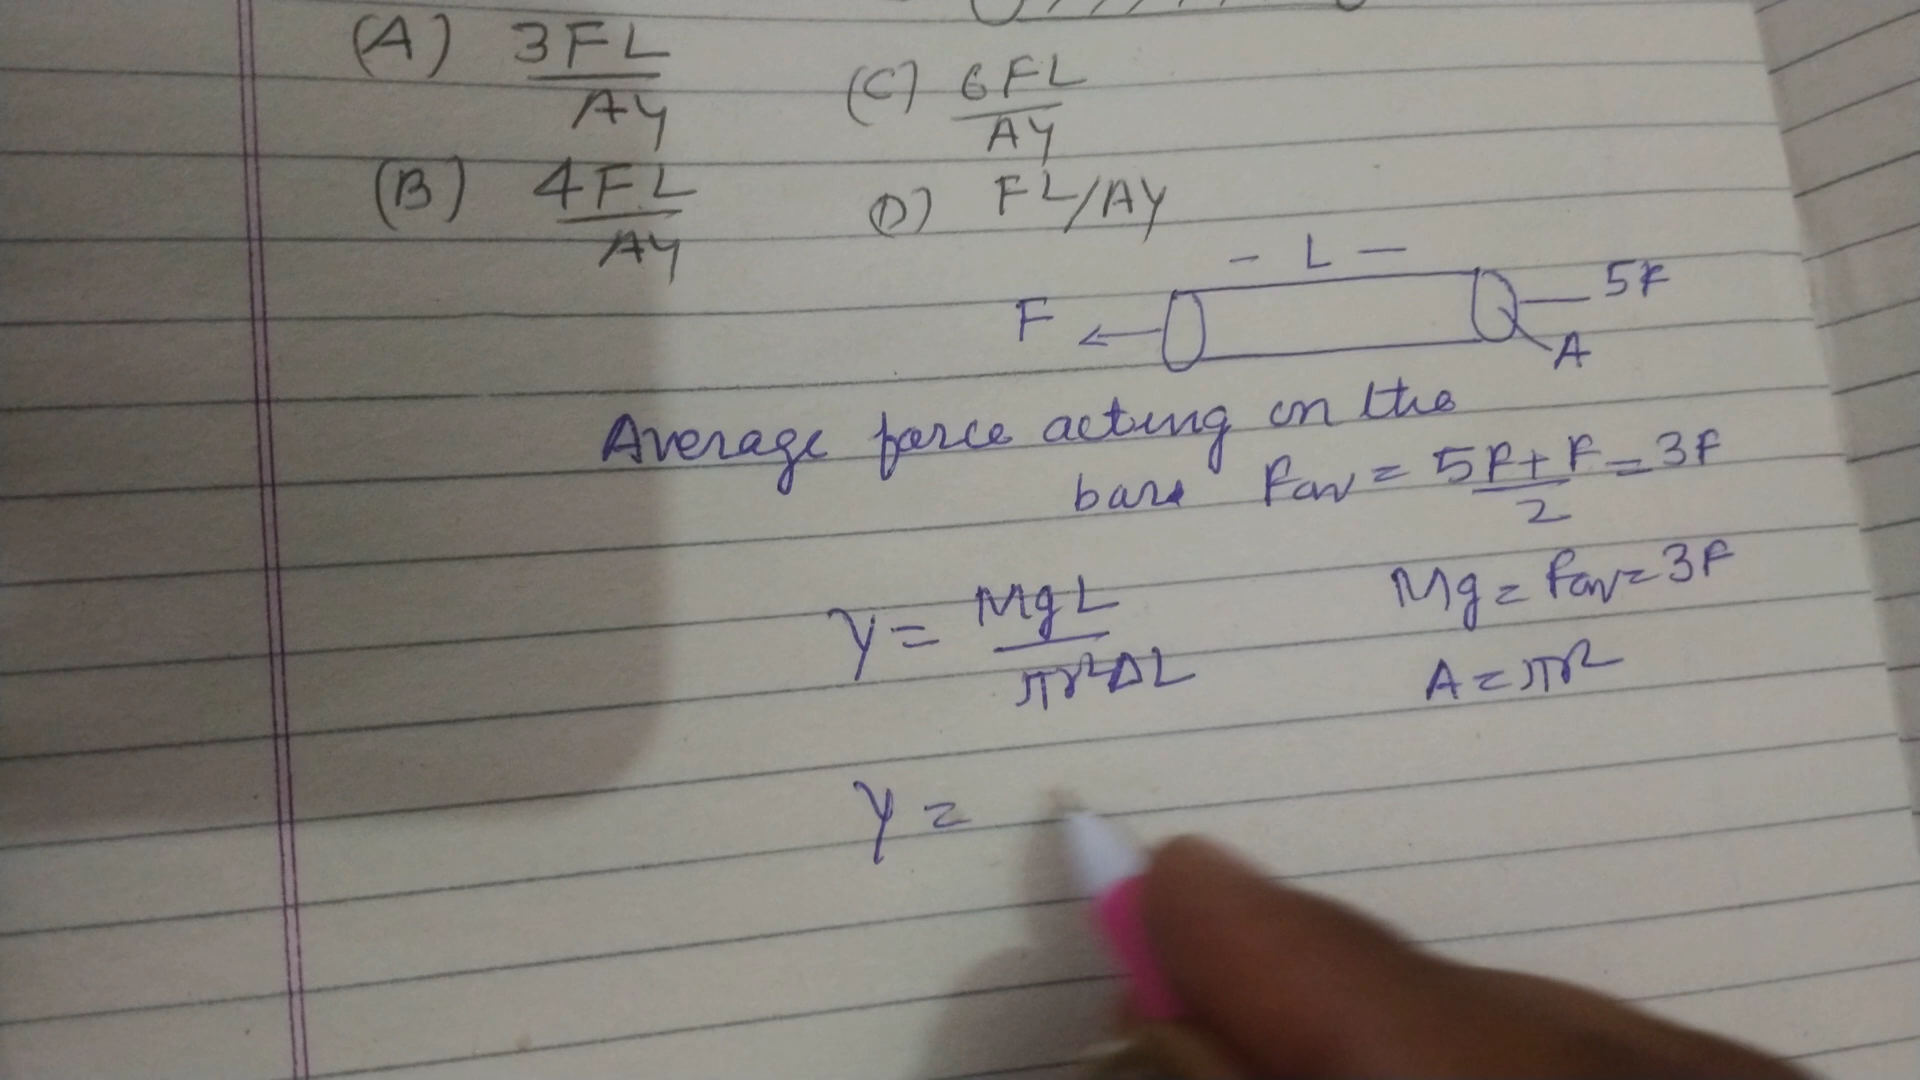 (A) 3FL/AY
(C) 6FL/AY
(B) 4FL/AY
D) FL/AY
- L -
F
5F
A
Average force acting on the
bar Fav = 5F+F/2 = 3F
Y = MgL/πr²ΔL
Mg = Fav = 3F
A = πr²
Y =